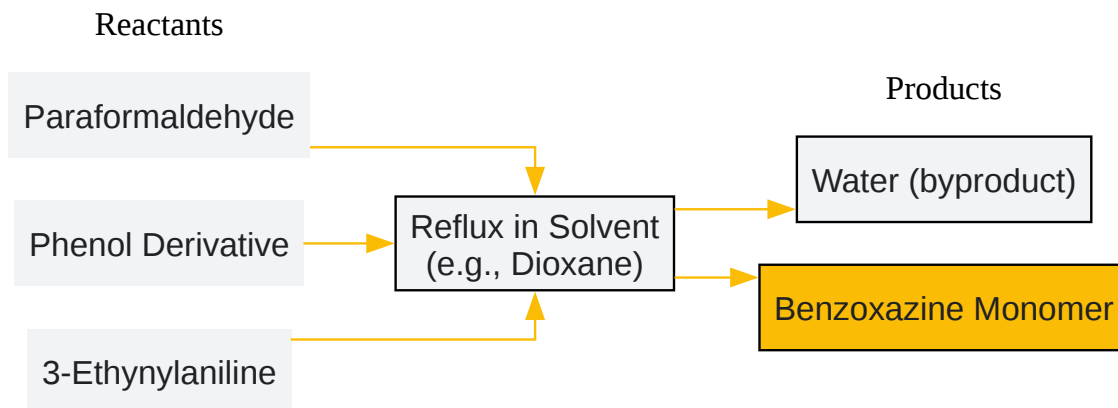 Reactants
Paraformaldehyde
Phenol Derivative
3-Ethynylaniline
Reflux in Solvent
(e.g., Dioxane)
Products
Water (byproduct)
Benzoxazine Monomer